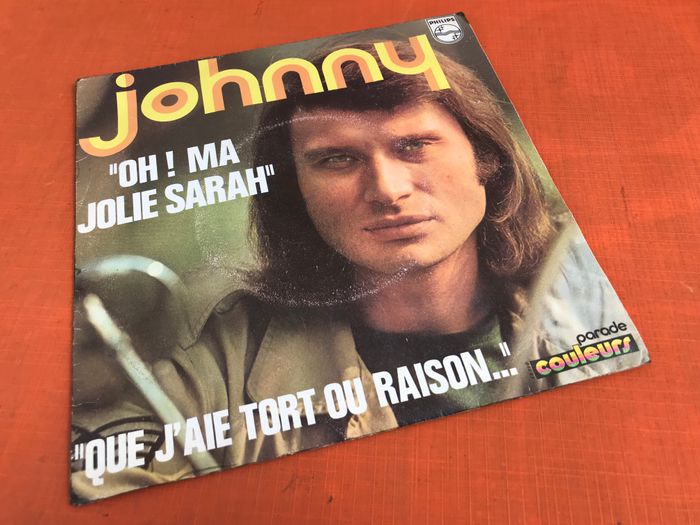 PHILIPS
johnny
"OH ! MA
JOLIE SARAH"
parade
couleurs
"QUE J'AIE TORT OU RAISON..."